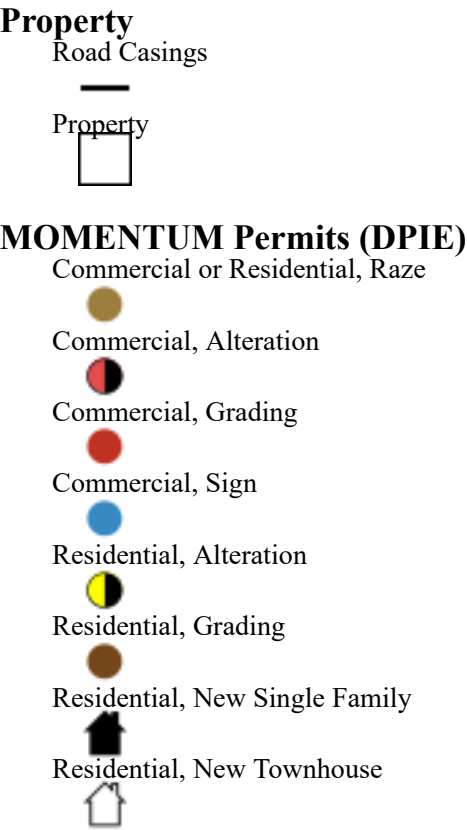 Property
Road Casings
Property
MOMENTUM Permits (DPIE)
Commercial or Residential, Raze
Commercial, Alteration
Commercial, Grading
Commercial, Sign
Residential, Alteration
Residential, Grading
Residential, New Single Family
Residential, New Townhouse